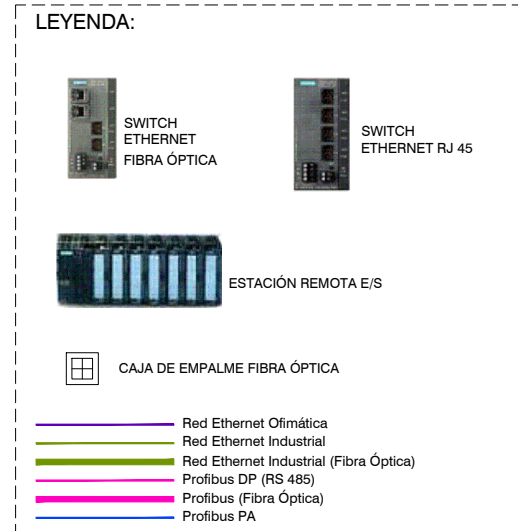 LEYENDA:
SWITCH
ETHERNET
FIBRA ÓPTICA
SWITCH
ETHERNET RJ 45
ESTACIÓN REMOTA E/S
CAJA DE EMPALME FIBRA ÓPTICA
Red Ethernet Ofimática
Red Ethernet Industrial
Red Ethernet Industrial (Fibra Óptica)
Profibus DP (RS 485)
Profibus (Fibra Óptica)
Profibus PA